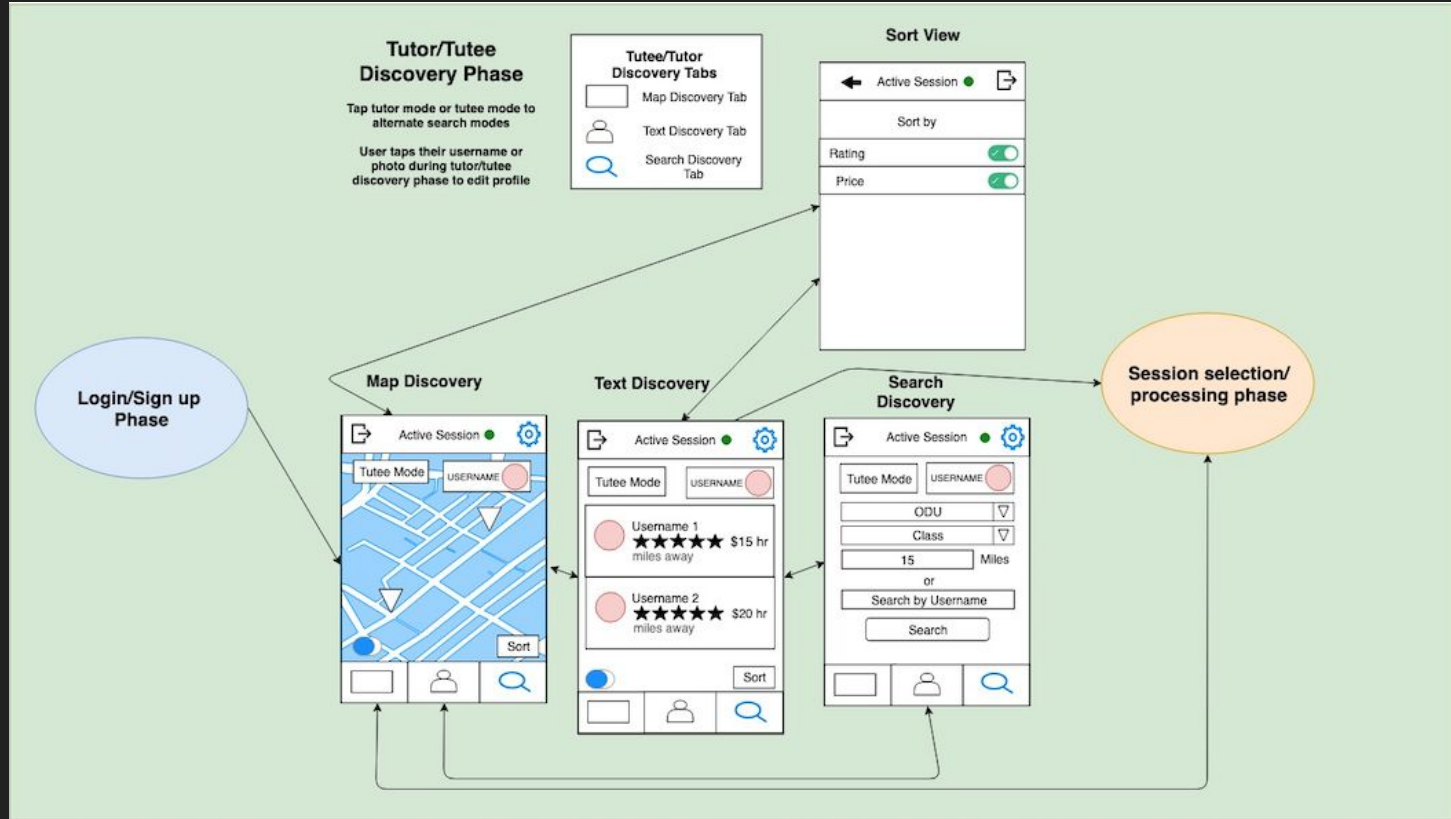 Tutor/Tutee
Discovery Phase
Tap tutor mode or tutee mode to
alternate search modes
User taps their username or
photo during tutor/tutee
discovery phase to edit profile
Tutee/Tutor
Discovery Tabs
Map Discovery Tab
Text Discovery Tab
Search Discovery
Tab
Sort View
Active Session
Sort by
Rating
Price
Login/Sign up
Phase
Session selection/
processing phase
Map Discovery
Active Session
Tutee Mode
USERNAME
Sort
Text Discovery
Active Session
Tutee Mode
USERNAME
Username 1
$15 hr
miles away
Username 2
$20 hr
miles away
Sort
Search
Discovery
Active Session
Tutee Mode
USERNAME
ODU
Class
15 Miles
or
Search by Username
Search